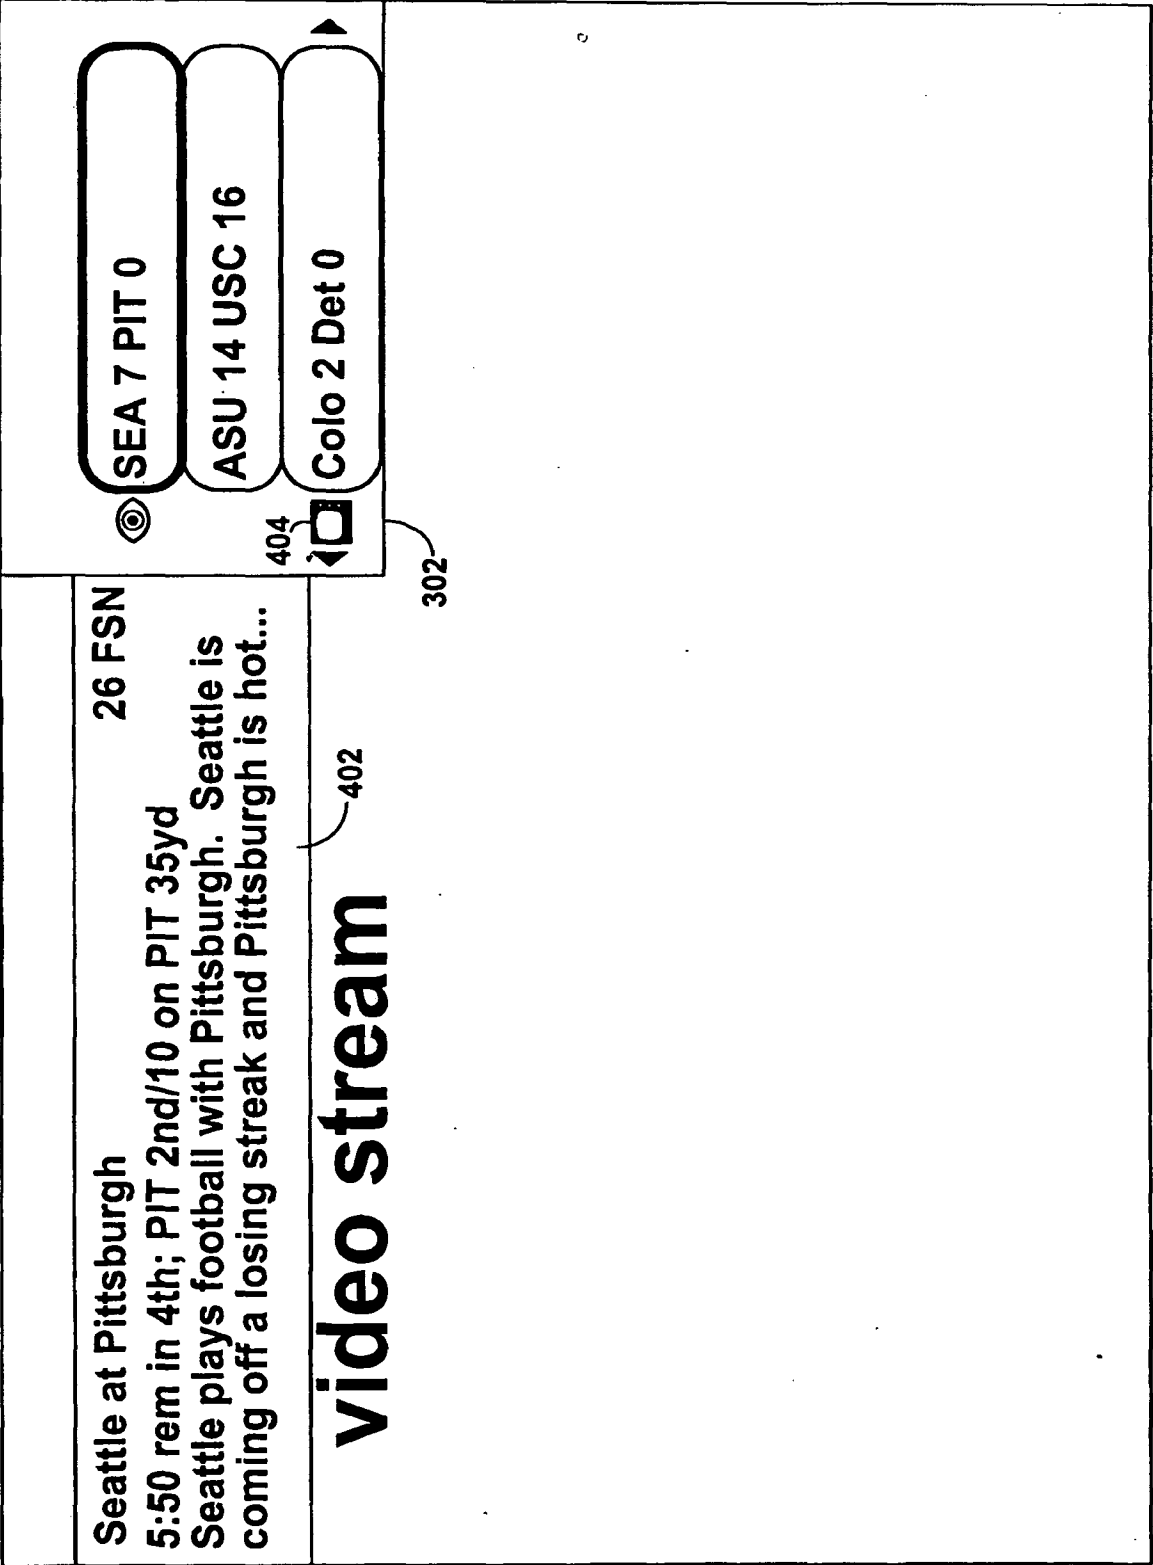 Seattle at Pittsburgh 26 FSN
5:50 rem in 4th; PIT 2nd/10 on PIT 35yd
Seattle plays football with Pittsburgh. Seattle is
coming off a losing streak and Pittsburgh is hot...
SEA 7 PIT 0
ASU 14 USC 16
404
Colo 2 Det 0
302
402
video stream